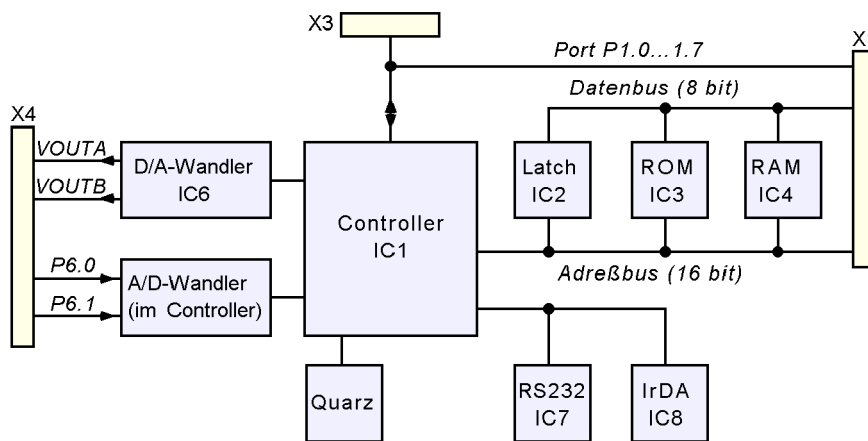 X3
X
Port P1.0...1.7
Datenbus (8 bit)
X4
VOUTA
VOUTB
D/A-Wandler
IC6
Latch
IC2
ROM
IC3
RAM
IC4
Controller
IC1
P6.0
P6.1
A/D-Wandler
(im Controller)
Adreßbus (16 bit)
Quarz
RS232
IC7
IrDA
IC8